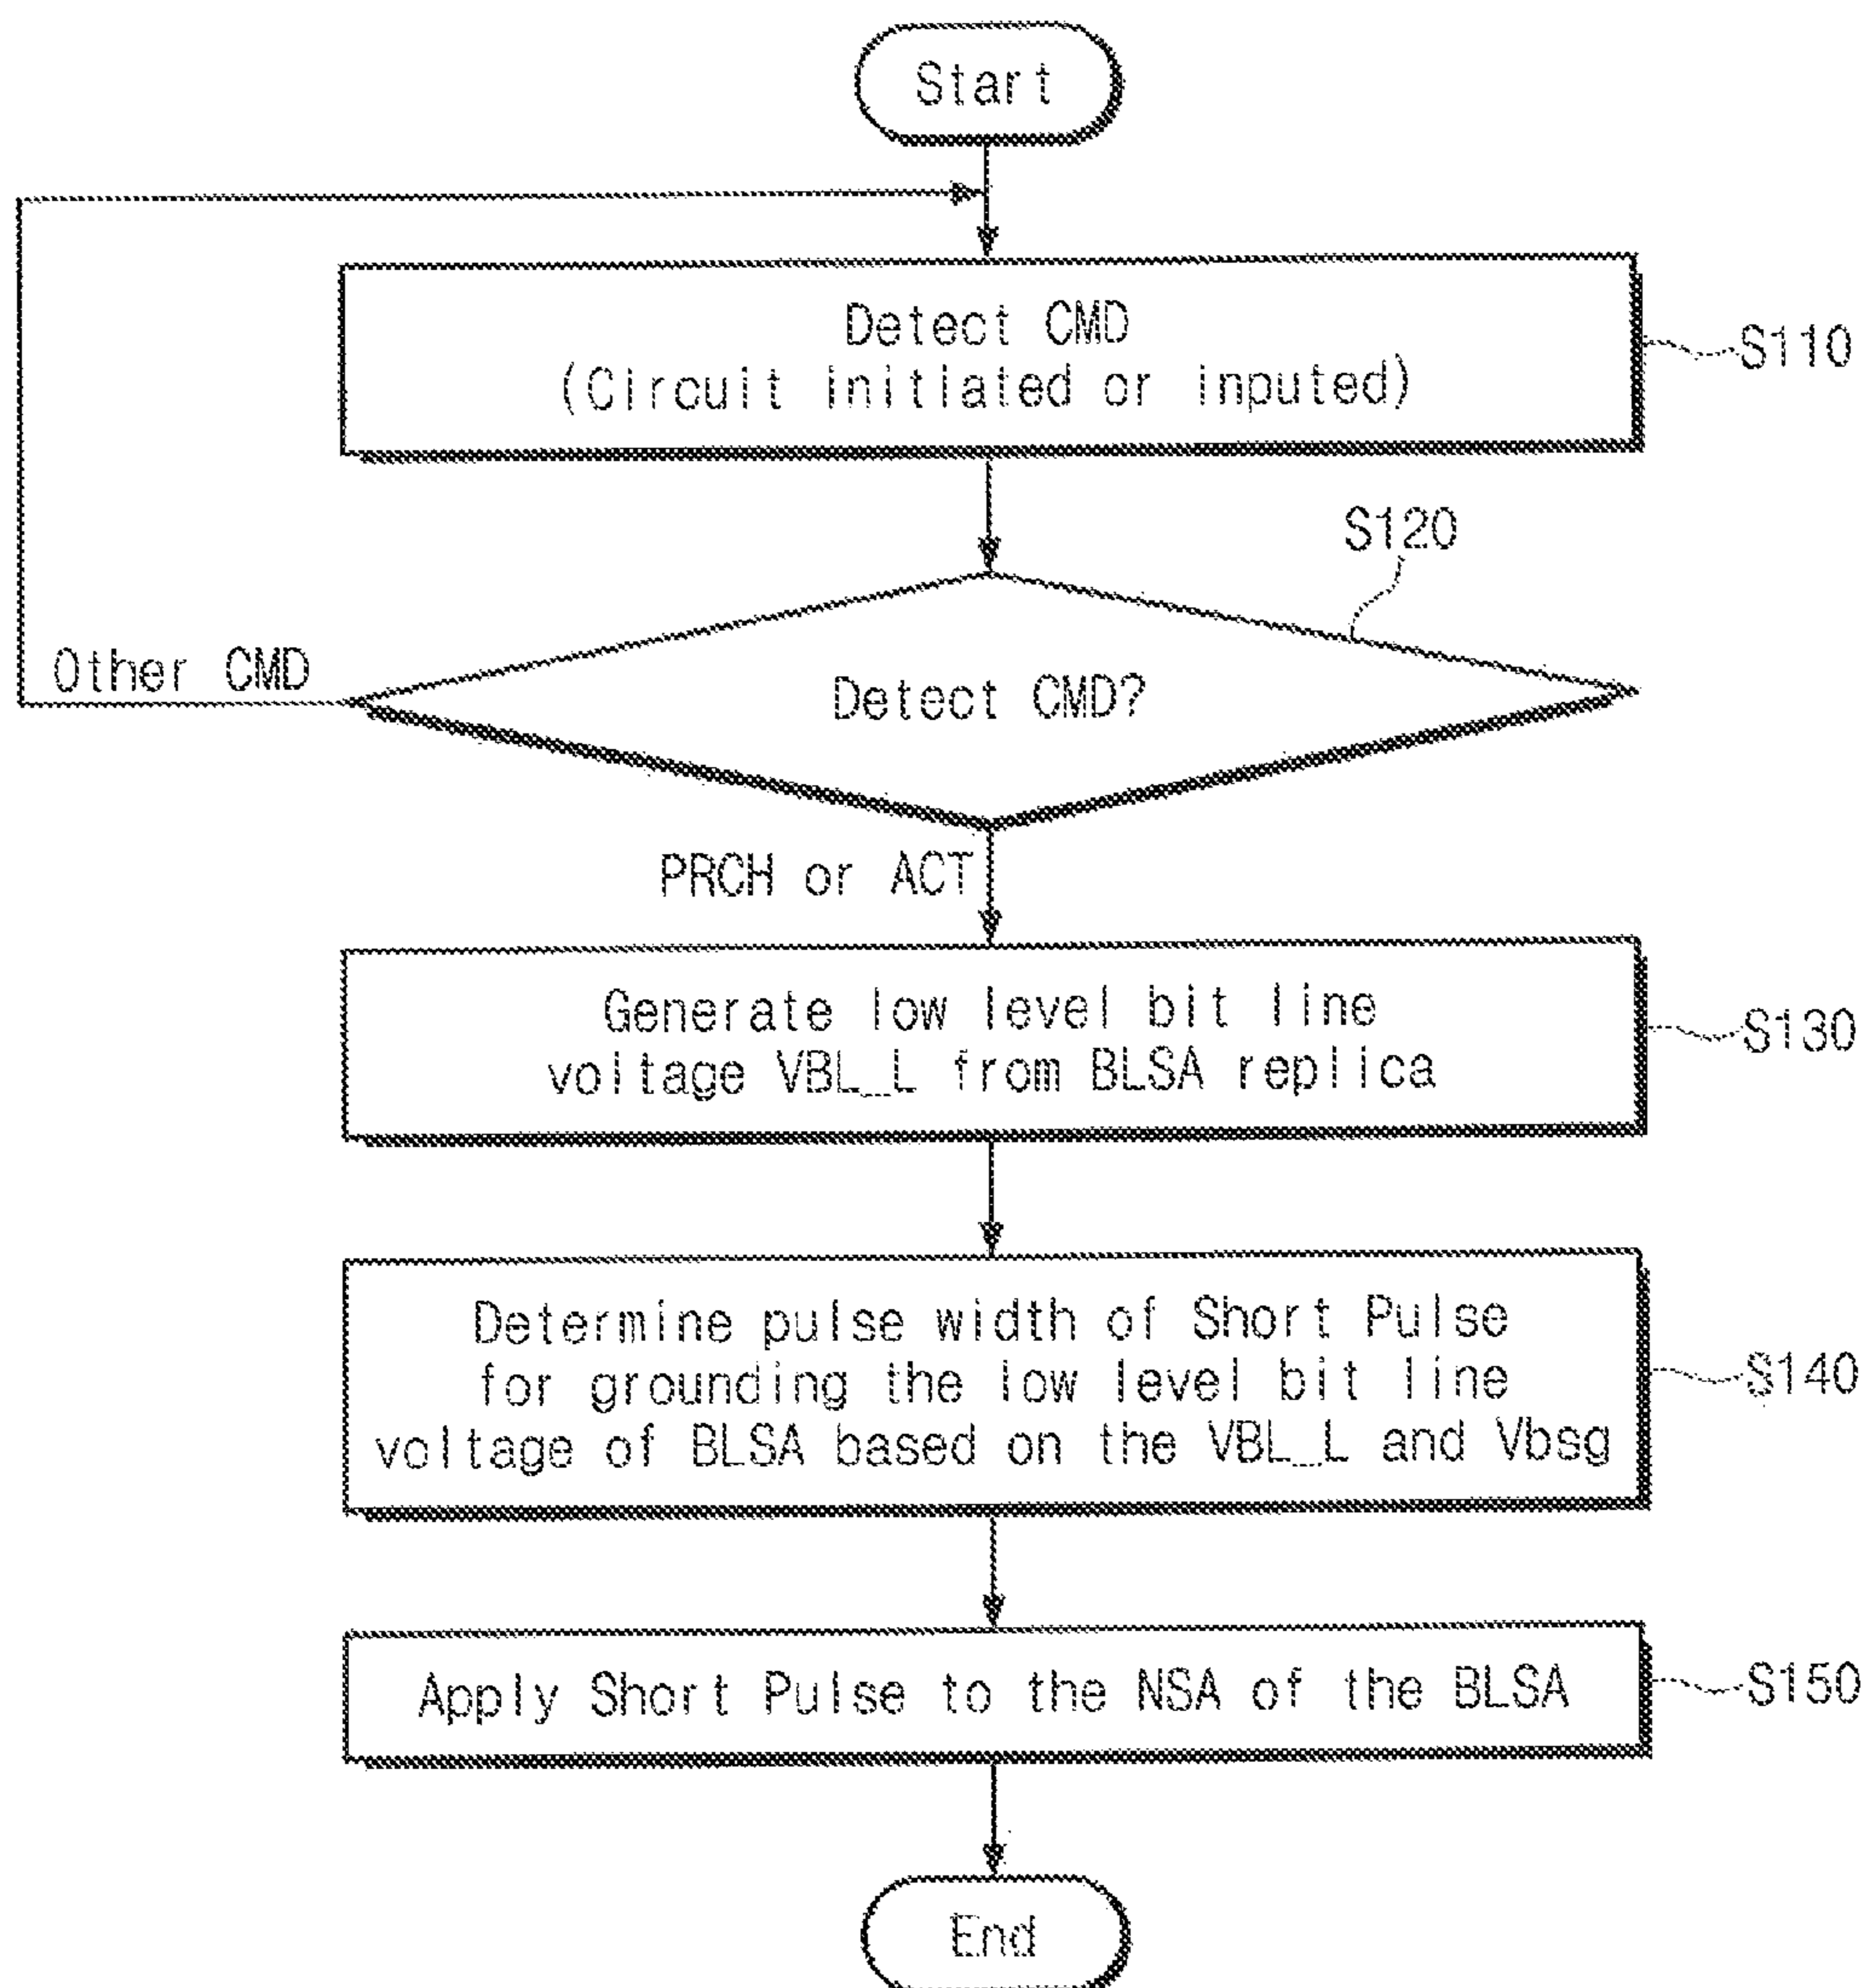 Start
Detect CMD
(Circuit initiated or inputed)
S110
S120
Other CMD
Detect CMD?
PRCH or ACT
Generate low level bit line
voltage VBL_L from BLSA replica
S130
Determine pulse width of Short Pulse
for grounding the low level bit line
voltage of BLSA based on the VBL_L and Vbsg
S140
Apply Short Pulse to the NSA of the BLSA
S150
End